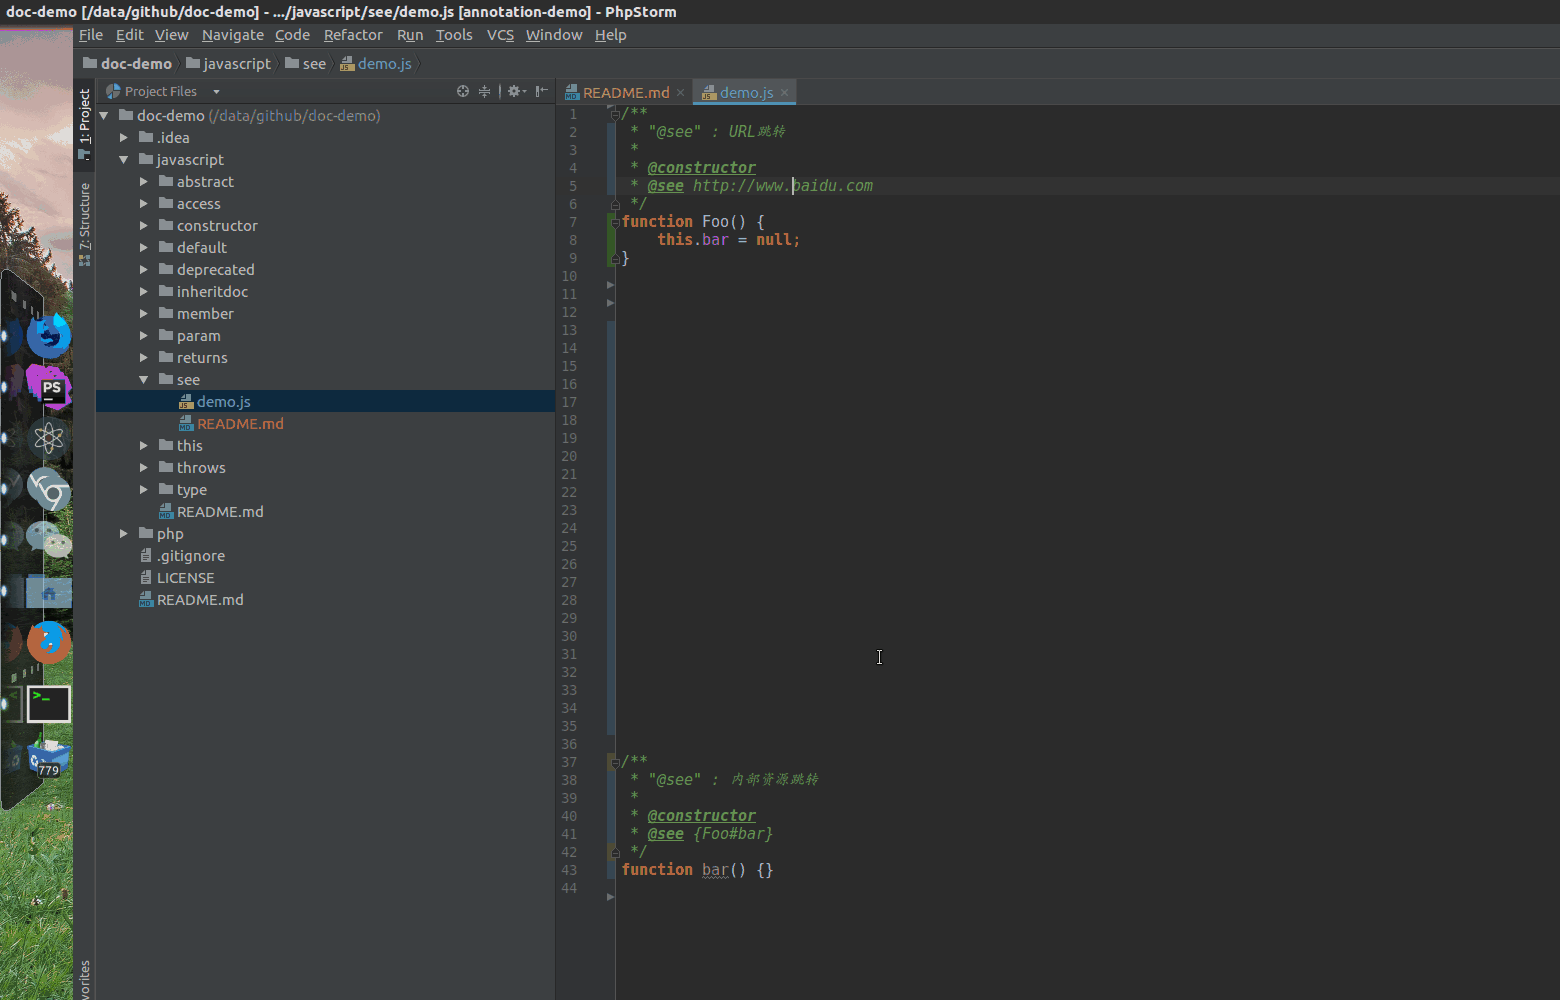 doc-demo [/data/github/doc-demo] - .../javascript/see/demo.js [annotation-demo] - PhpStorm
File Edit View Navigate Code Refactor Run Tools VCS Window Help
doc-demo javascript see demo.js
1: Project
7: Structure
vorites
Project Files
doc-demo (/data/github/doc-demo)
.idea
javascript
abstract
access
constructor
default
deprecated
inheritdoc
member
param
returns
see
demo.js
README.md
this
throws
type
README.md
php
.gitignore
LICENSE
README.md
PS
>_
779
README.md × demo.js ×
1 /**
2 * "@see" : URL跳转
3 *
4 * @constructor
5 * @see http://www.baidu.com
6 */
7 function Foo() {
8 this.bar = null;
9 }
10
11
12
13
14
15
16
17
18
19
20
21
22
23
24
25
26
27
28
29
30
31
32
33
34
35
36
37 /**
38 * "@see" : 内部资源跳转
39 *
40 * @constructor
41 * @see {Foo#bar}
42 */
43 function bar() {}
44